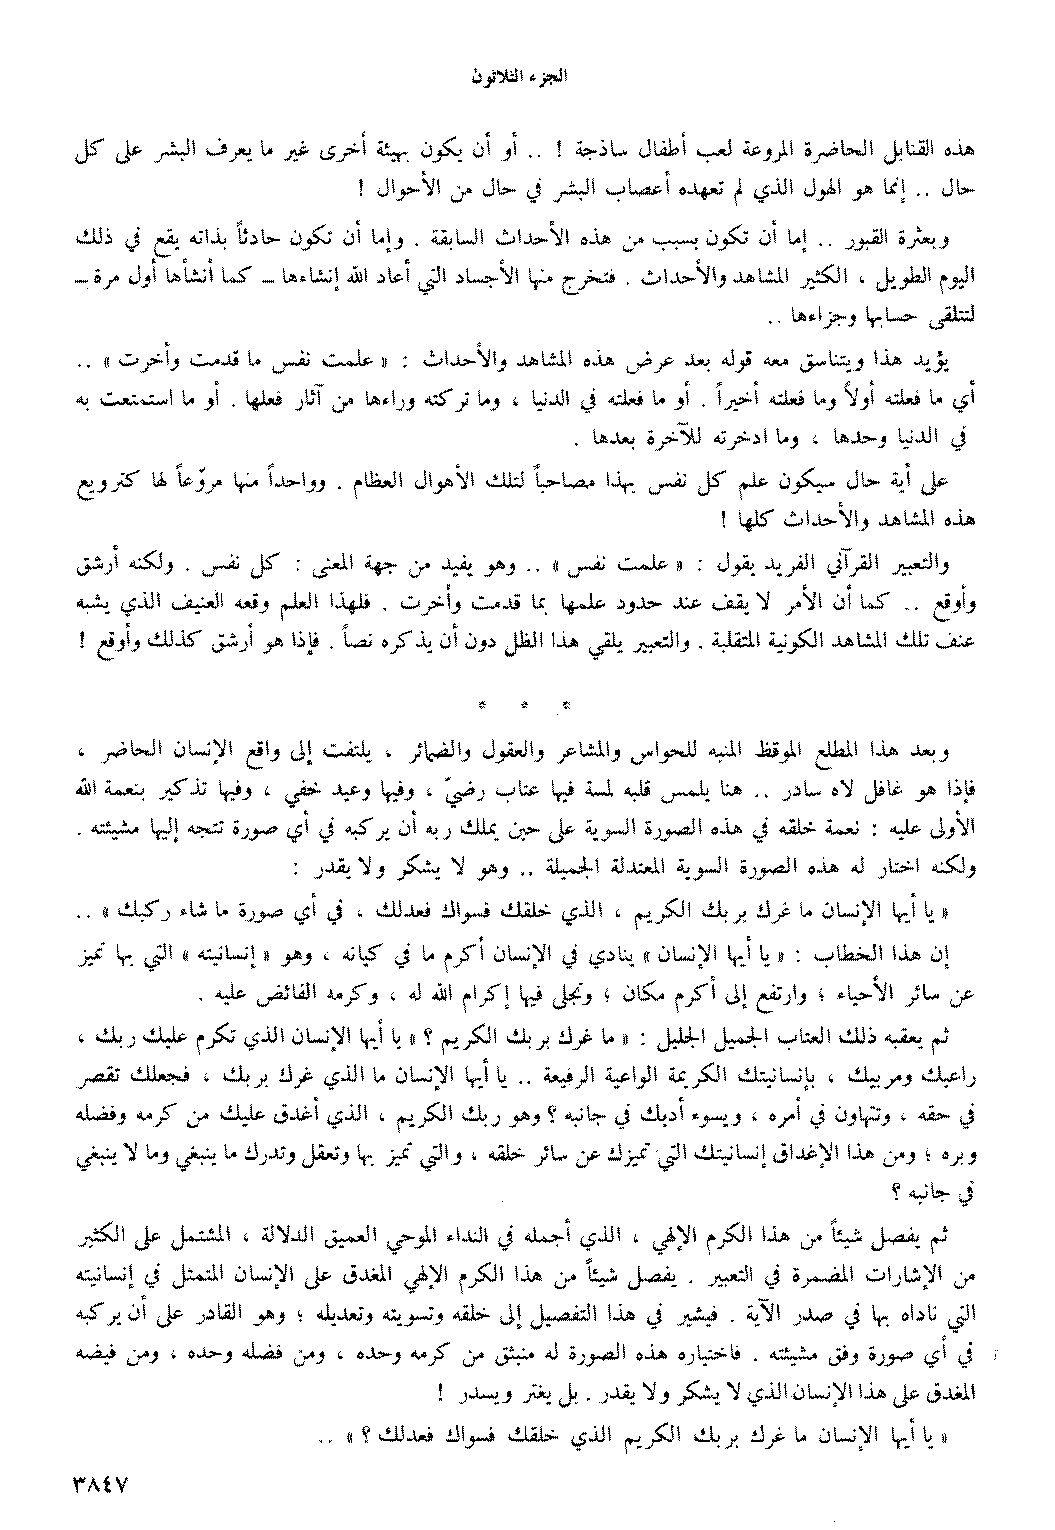 الجزء الثلاثون
هذه القنابل الحاضرة المروعة لعب أطفال ساذجة ! .. أو أن يكون بهيئة أخرى غير ما يعرف البشر على كل
حال .. إنما هو الهول الذي لم تعهده أعصاب البشر في حال من الأحوال !
وبعثرة القبور .. إما أن تكون بسبب من هذه الأحداث السابقة . وإما أن تكون حادثاً بذاته يقع في ذلك
اليوم الطويل ، الكثير المشاهد والأحداث . فتخرج منها الأجساد التي أعاد الله إنشاءها – كما أنشأها أول مرة –
لتتلقى حسابها وجزاءها ..
يؤيد هذا ويتناسق معه قوله بعد عرض هذه المشاهد والأحداث : « علمت نفس ما قدمت وأخرت » ..
أي ما فعلته أولاً وما فعلته أخيراً . أو ما فعلته في الدنيا ، وما تركته وراءها من آثار فعلها . أو ما استمتعت به
في الدنيا وحدها ، وما ادخرته للآخرة بعدها .
على أية حال سيكون علم كل نفس بهذا مصاحباً لتلك الأهوال العظام . وواحداً منها مروّعاً لها كترويع
هذه المشاهد والأحداث كلها !
والتعبير القرآني الفريد يقول : « علمت نفس » .. وهو يفيد من جهة المعنى : كل نفس . ولكنه أرشق
وأوقع .. كما أن الأمر لا يقف عند حدود علمها بما قدمت وأخرت . فلهذا العلم وقعه العنيف الذي يشبه
عنف تلك المشاهد الكونية المتقلبة . والتعبير يلقي هذا الظل دون أن يذكره نصاً . فإذا هو أرشق كذلك وأوقع !
* * *
وبعد هذا المطلع الموقظ المنبه للحواس والمشاعر والعقول والضمائر ، يلتفت إلى واقع الإنسان الحاضر ،
فإذا هو غافل لاه سادر .. هنا يلمس قلبه لمسة فيها عتاب رضيّ ، وفيها وعيد خفي ، وفيها تذكير بنعمة الله
الأولى عليه : نعمة خلقه في هذه الصورة السوية على حين يملك ربه أن يركبه في أي صورة تتجه إليها مشيئته .
ولكنه اختار له هذه الصورة السوية المعتدلة الجميلة .. وهو لا يشكر ولا يقدر :
« يا أيها الإنسان ما غرك بربك الكريم ، الذي خلقك فسواك فعدلك ، في أي صورة ما شاء ركبك » ..
إن هذا الخطاب : « يا أيها الإنسان » ينادي في الإنسان أكرم ما في كيانه ، وهو « إنسانيته » التي بها تميز
عن سائر الأحياء ؛ وارتفع إلى أكرم مكان ؛ وتجلى فيها إكرام الله له ، وكرمه الفائض عليه .
ثم يعقبه ذلك العتاب الجميل الجليل : « ما غرك بربك الكريم ؟ » يا أيها الإنسان الذي تكرم عليك ربك ،
راعيك ومربيك ، بإنسانيتك الكريمة الواعية الرفيعة .. يا أيها الإنسان ما الذي غرك بربك ، فجعلك تقصر
في حقه ، وتتهاون في أمره ، ويسوء أدبك في جانبه ؟ وهو ربك الكريم ، الذي أغدق عليك من كرمه وفضله
وبره ؛ ومن هذا الإغداق إنسانيتك التي تميزك عن سائر خلقه ، والتي تميز بها وتعقل وتدرك ما ينبغي وما لا ينبغي
في جانبه ؟
ثم يفصل شيئاً من هذا الكرم الإلهي ، الذي أجمله في النداء الموحي العميق الدلالة ، المشتمل على الكثير
من الإشارات المضمرة في التعبير . يفصل شيئاً من هذا الكرم الإلهي المغدق على الإنسان المتمثل في إنسانيته
التي ناداه بها في صدر الآية . فيشير في هذا التفصيل إلى خلقه وتسويته وتعديله ؛ وهو القادر على أن يركبه
في أي صورة وفق مشيئته . فاختياره هذه الصورة له منبثق من كرمه وحده ، ومن فضله وحده ، ومن فيضه
المغدق على هذا الإنسان الذي لا يشكر ولا يقدر . بل يغتر ويسدر !
« يا أيها الإنسان ما غرك بربك الكريم الذي خلقك فسواك فعدلك ؟ » ..
٣٨٤٧